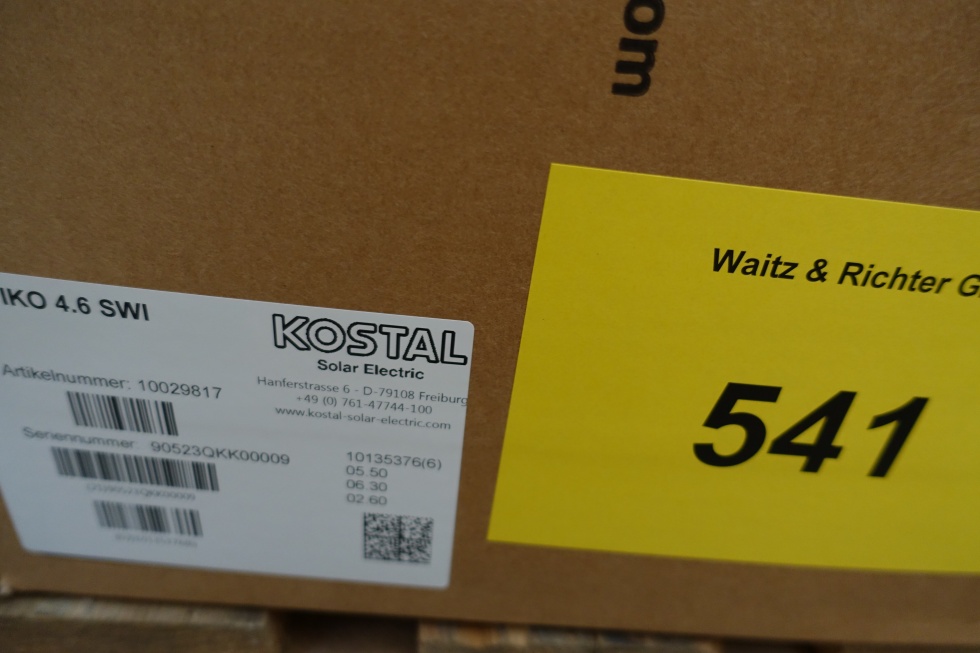 om
Waitz & Richter G
541
IKO 4.6 SWI
KOSTAL
Solar Electric
Hanferstrasse 6 - D-79108 Freiburg
+49 (0) 761-47744-100
www.kostal-solar-electric.com
Artikelnummer: 10029817
Seriennummer: 90523QKK00009
10135376(6)
05.50
06.30
02.60